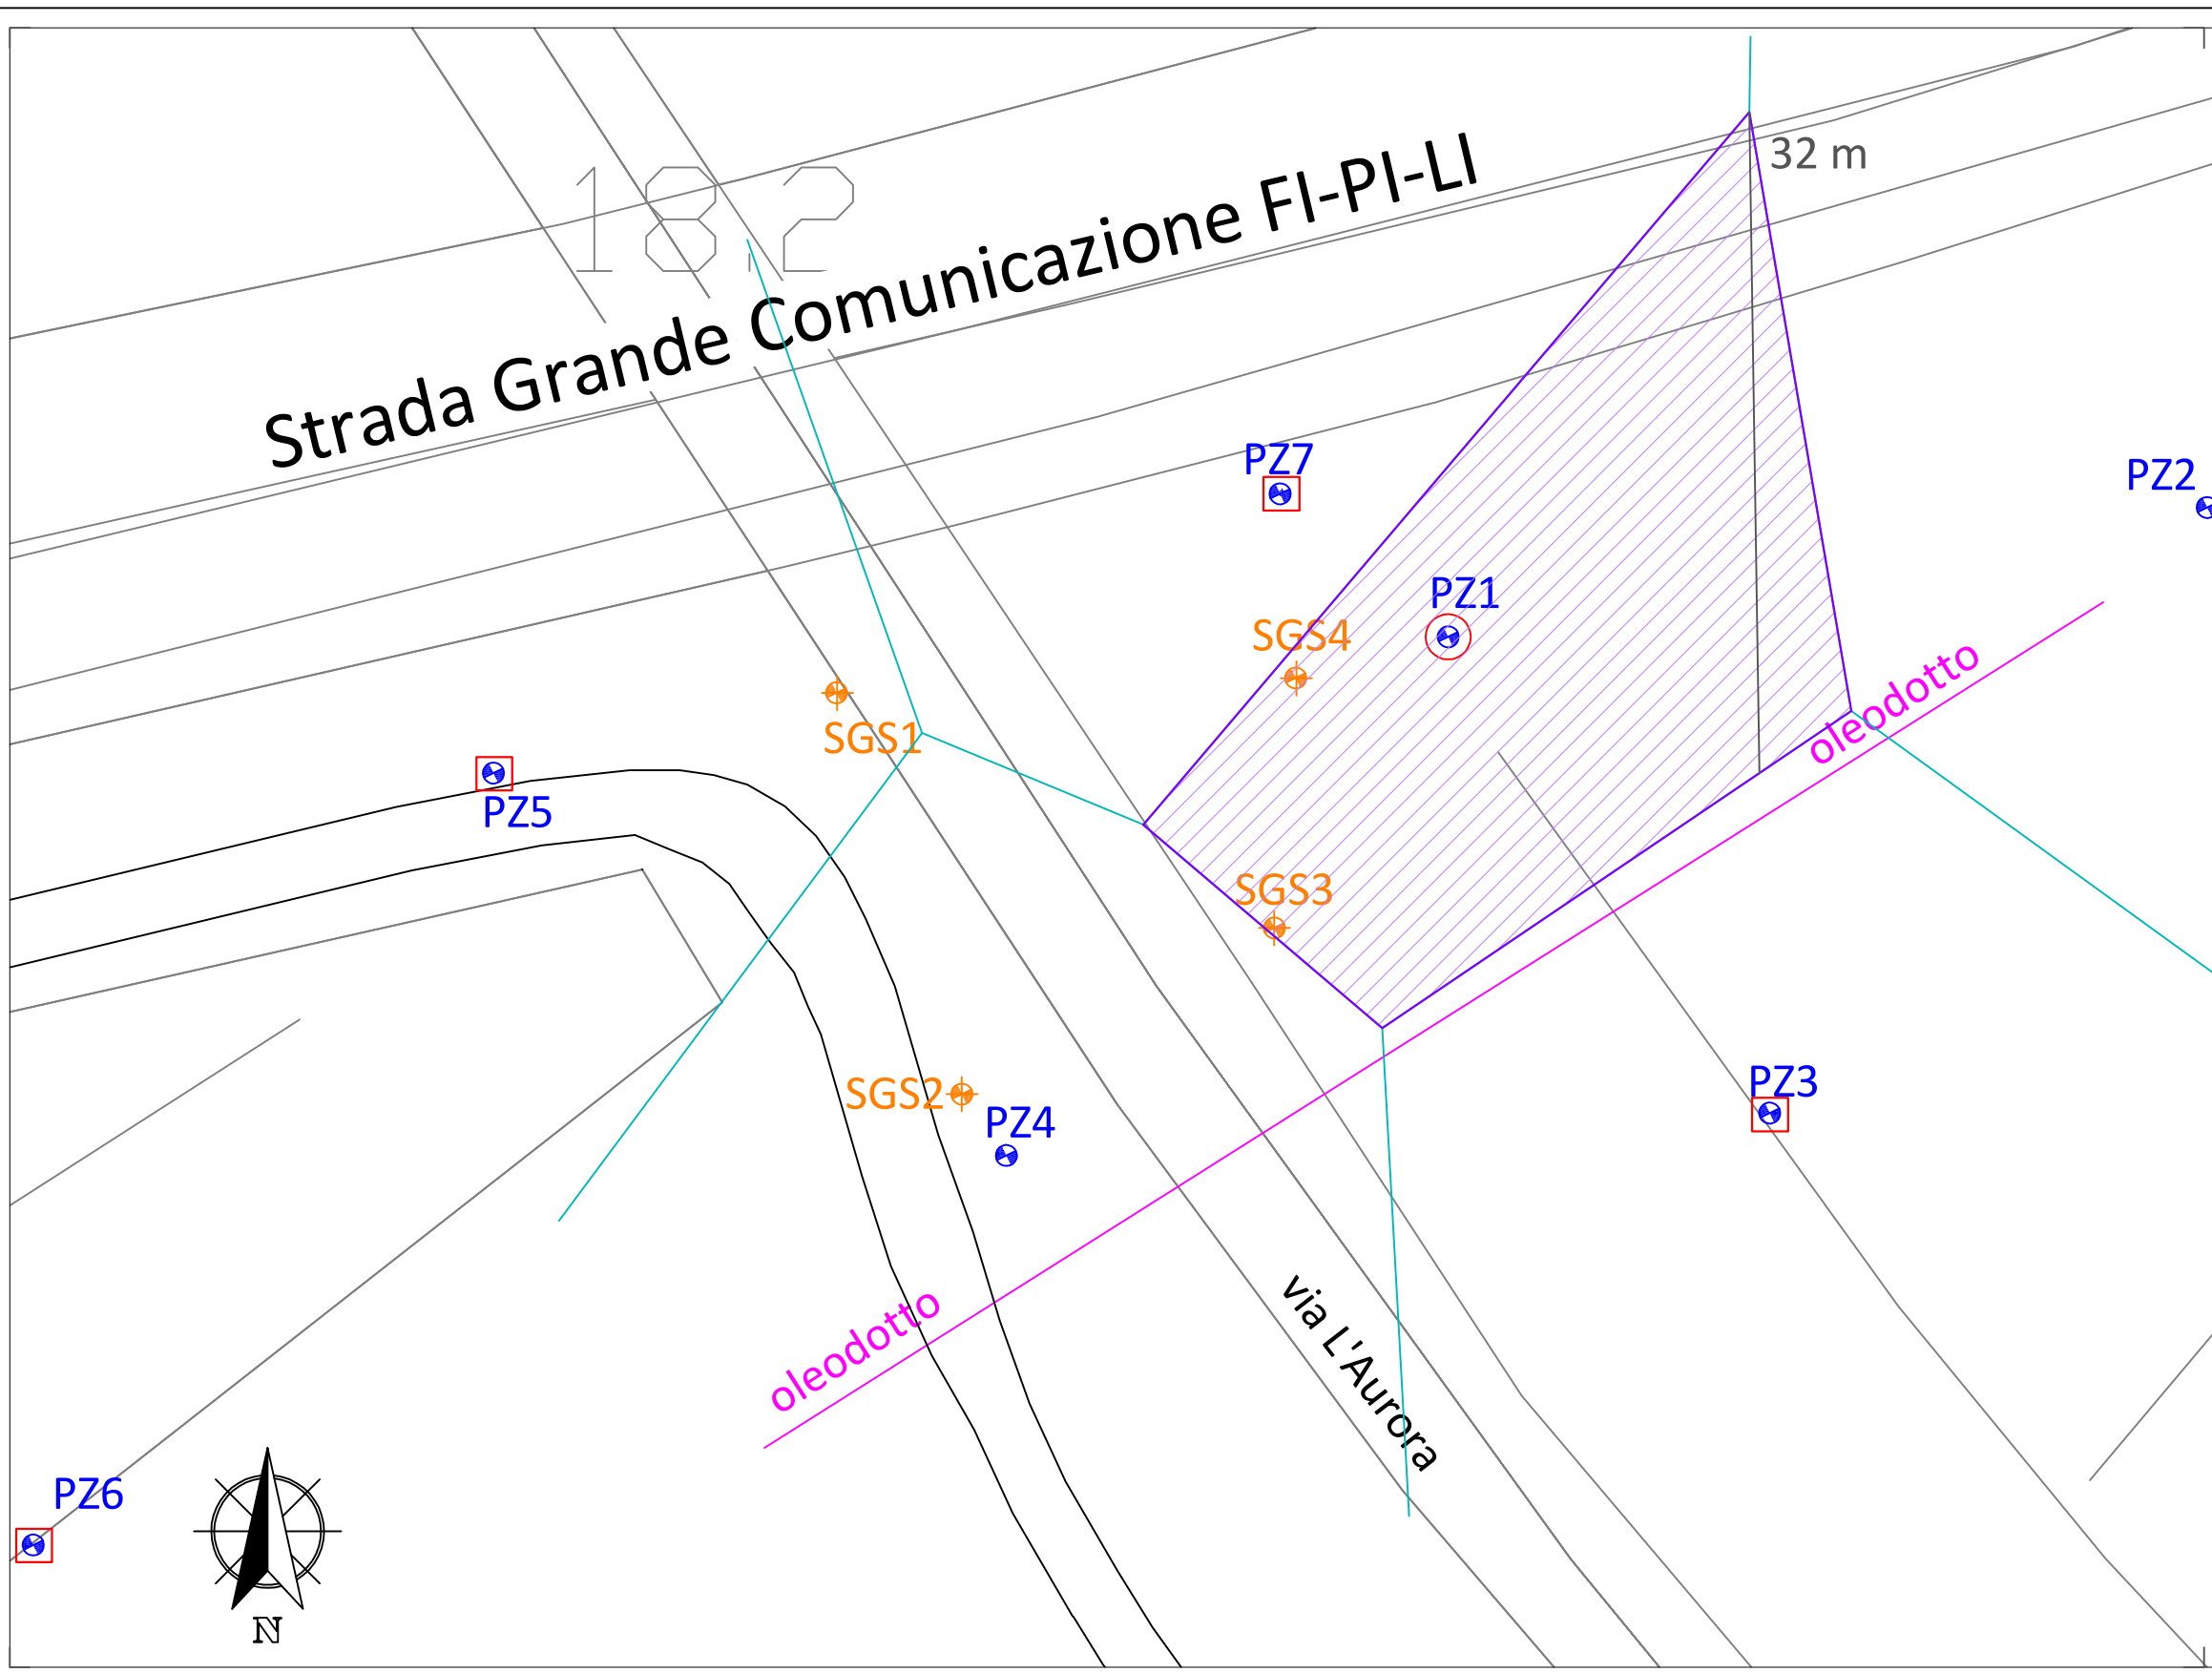 32 m
18,2
Strada Grande Comunicazione FI-PI-LI
PZ7
PZ2
PZ1
SGS4
oleodotto
SGS1
PZ5
SGS3
PZ3
SGS2
PZ4
via L'Aurora
oleodotto
PZ6
N